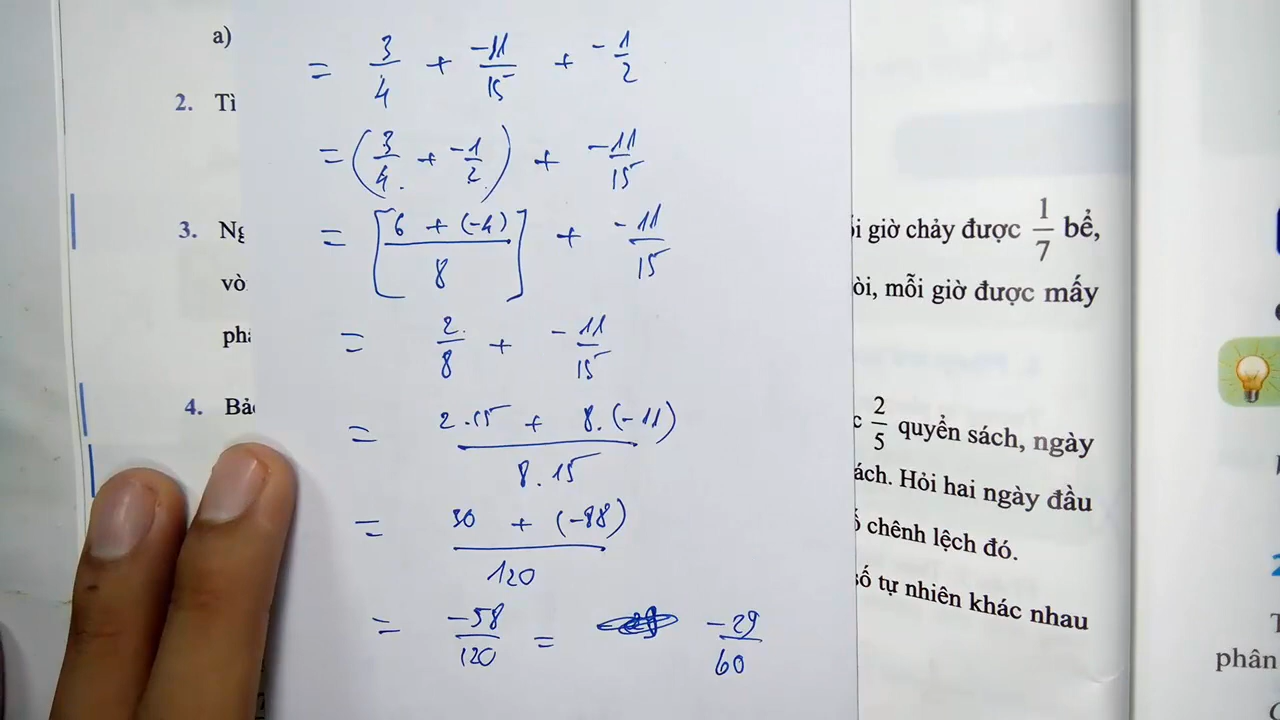 a)
= 3/4 + -11/15 + -1/2
2. Tì
= (3/4 + -1/2) + -11/15
3. Ng
= [6 + (-4)/8] + -11/15
ỗi giờ chảy được 1/7 bể,
vò
òi, mỗi giờ được mấy
phầ
= 2/8 + -11/15
4. Bảo
= 2.15 + 8.(-11)/8.15
c 2/5 quyển sách, ngày
ách. Hỏi hai ngày đầu
= 30 + (-88)/120
ố chênh lệch đó.
số tự nhiên khác nhau
= -58/120 = -29/60
phân